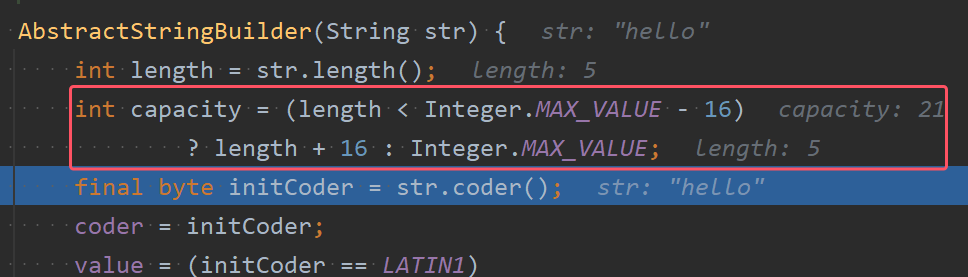 AbstractStringBuilder(String str) { str: "hello"
int length = str.length(); length: 5
int capacity = (length < Integer.MAX_VALUE - 16) capacity: 21
? length + 16 : Integer.MAX_VALUE; length: 5
final byte initCoder = str.coder(); str: "hello"
coder = initCoder;
value = (initCoder == LATIN1)